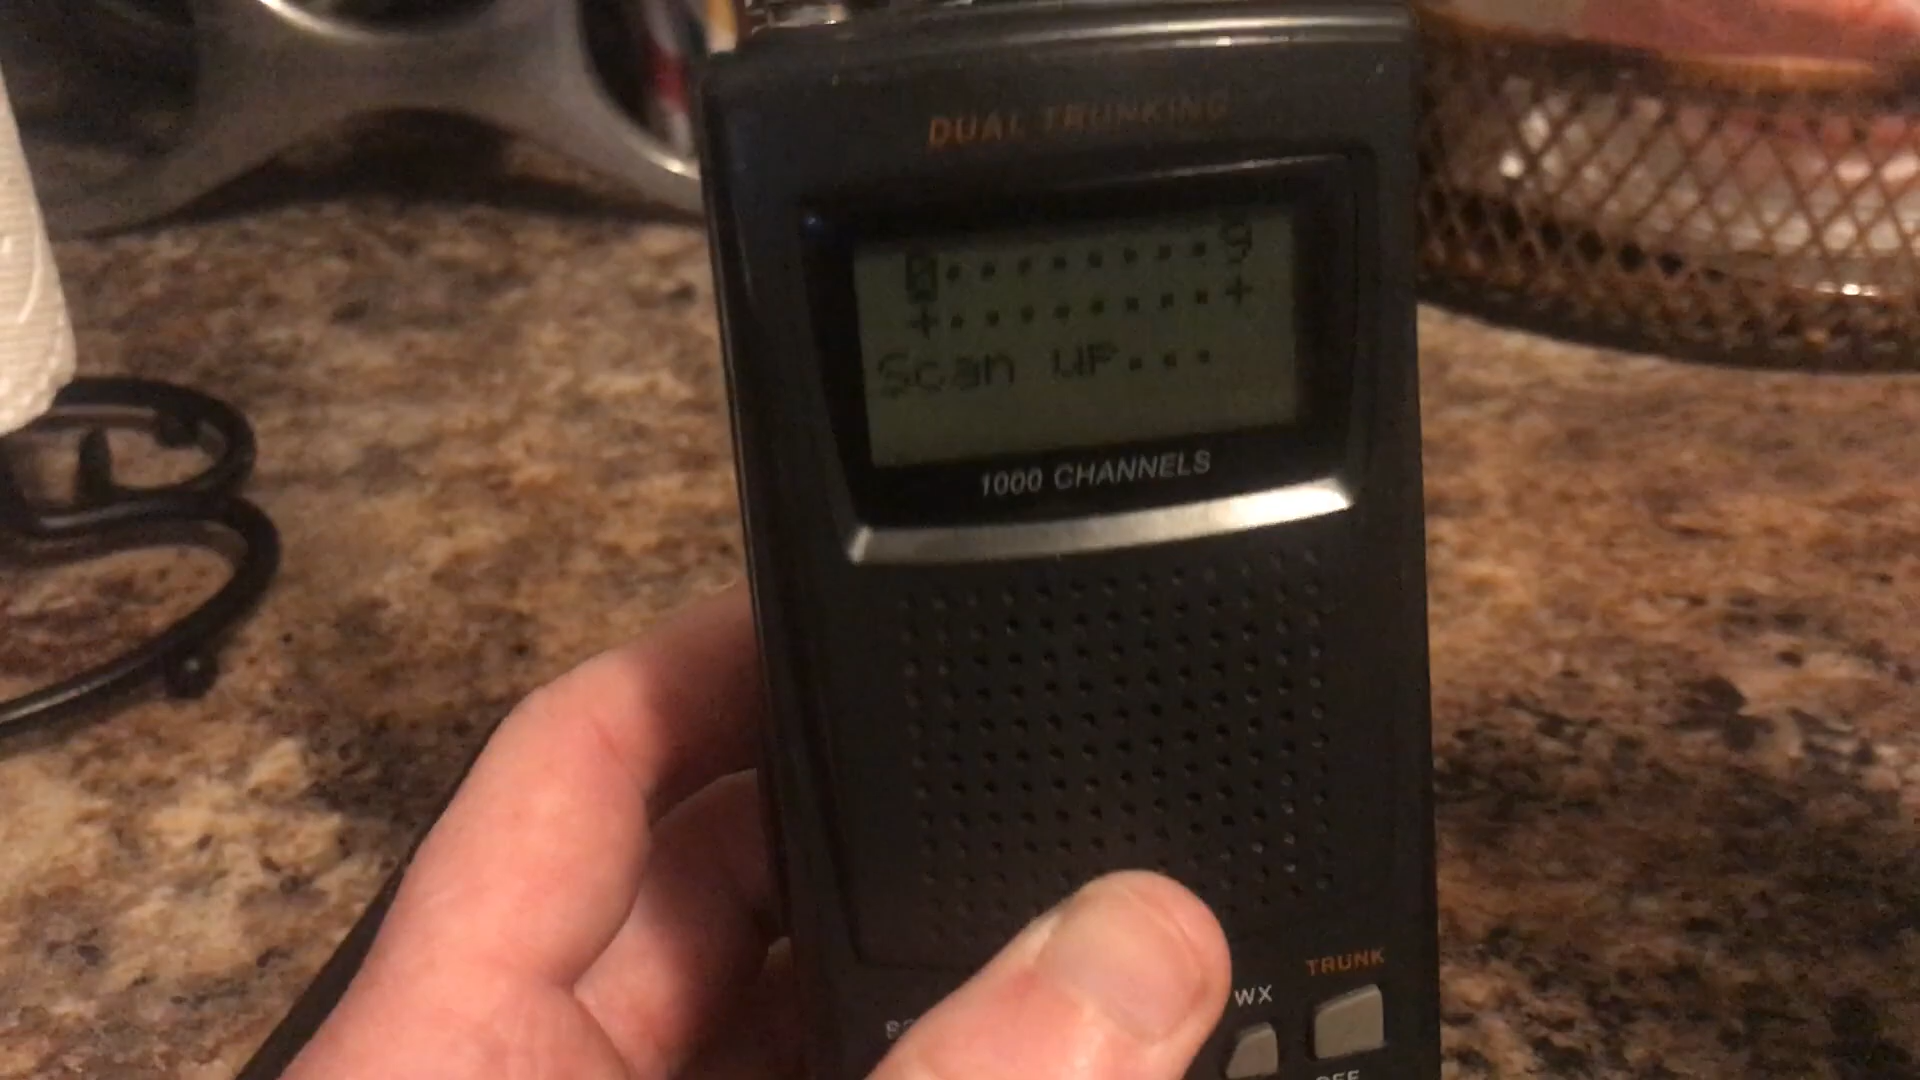 DUAL TRUNKING
0........9
+........+
Scan up...
1000 CHANNELS
TRUNK
WX